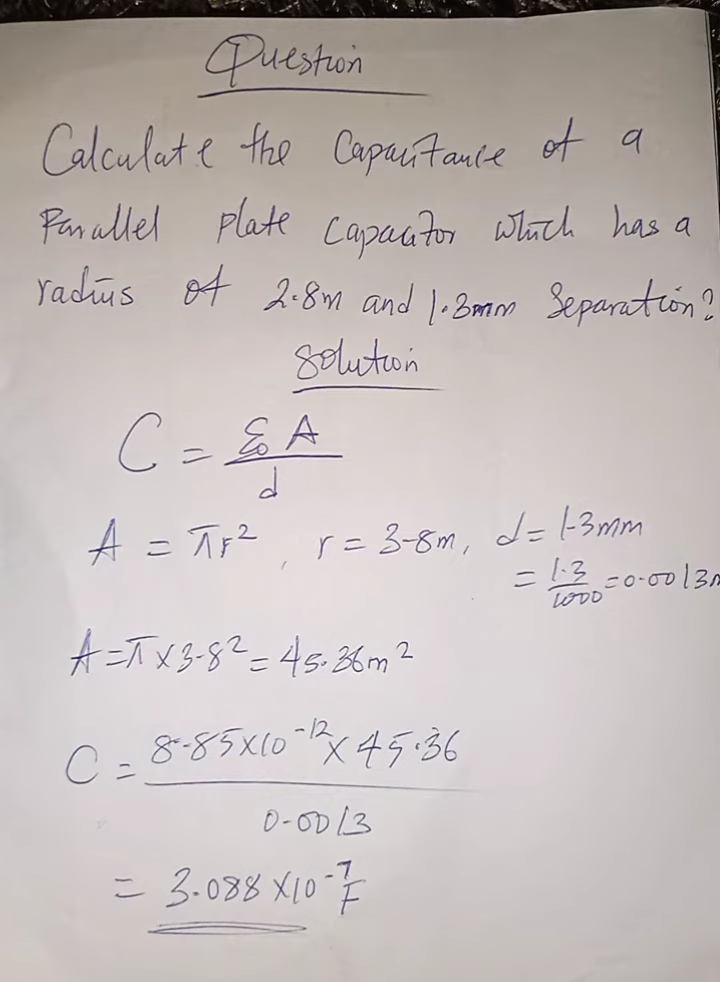 Question
Calculate the Capacitance of a
Parallel plate capacitor which has a
radius of 2.8m and 1.3mm Separation?
Solution
C = ε₀A/d
A = πr², r = 3.8m, d = 1.3mm
= 1.3/1000 = 0.0013m
A = π × 3.8² = 45.36m²
C = 8.85×10⁻¹² × 45.36
0.0013
= 3.088 × 10⁻⁷ F